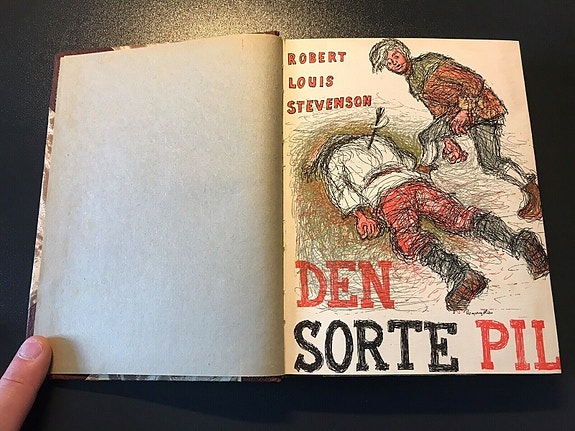 ROBERT
LOUIS
STEVENSON
DEN
SORTE PIL